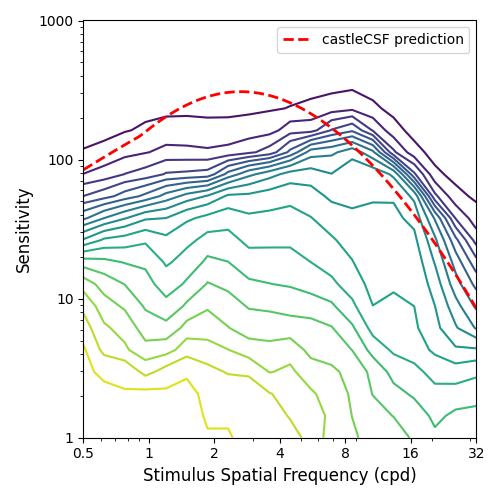 1000
castleCSF prediction
100
10
1
Sensitivity
0.5 1 2 4 8 16 32
Stimulus Spatial Frequency (cpd)